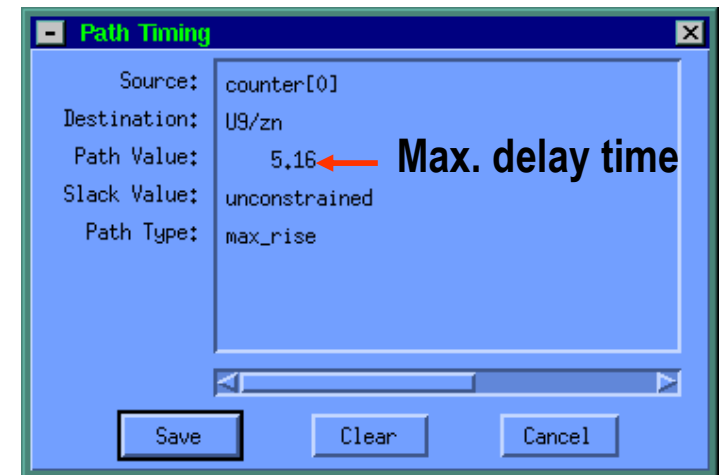 Path Timing
Source: counter[0]
Destination: U9/zn
Path Value: 5.16 Max. delay time
Slack Value: unconstrained
Path Type: max_rise
Save Clear Cancel